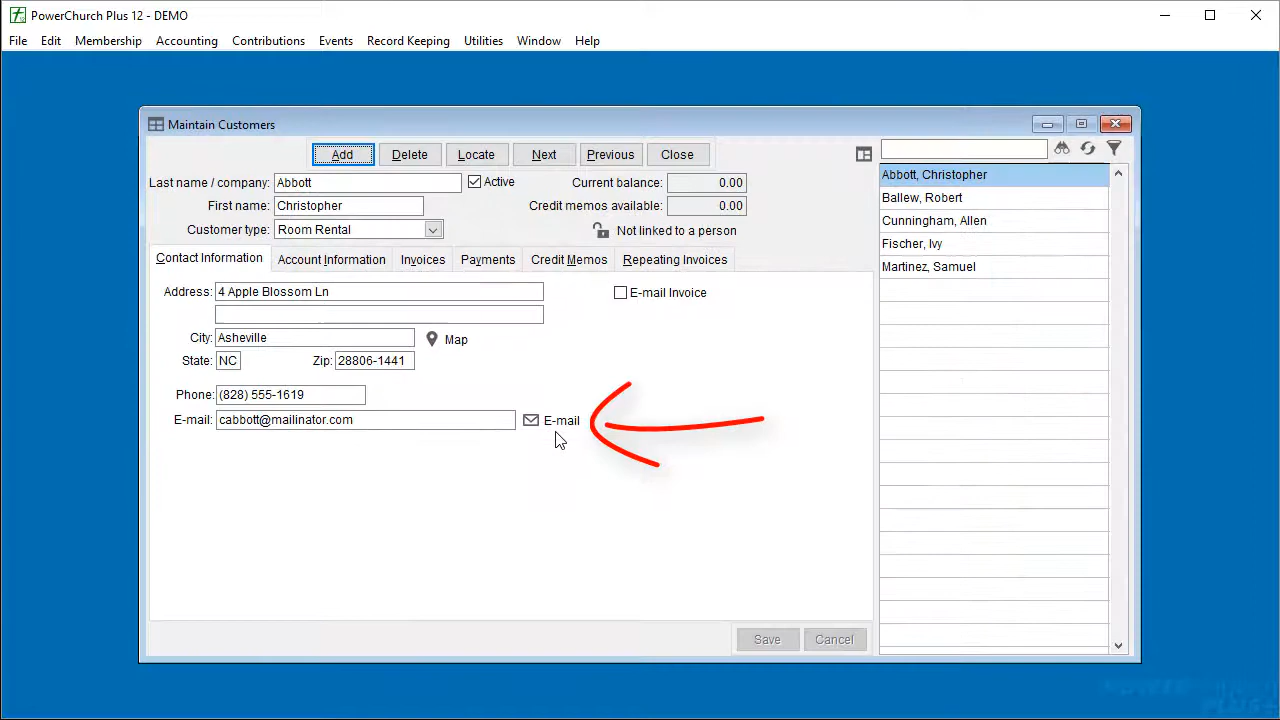 PowerChurch Plus 12 - DEMO
File Edit Membership Accounting Contributions Events Record Keeping Utilities Window Help
Maintain Customers
Add Delete Locate Next Previous Close
Last name / company: Abbott Active Current balance: 0.00
First name: Christopher Credit memos available: 0.00
Customer type: Room Rental Not linked to a person
Contact Information Account Information Invoices Payments Credit Memos Repeating Invoices
Address: 4 Apple Blossom Ln E-mail Invoice
City: Asheville Map
State: NC Zip: 28806-1441
Phone: (828) 555-1619
E-mail: cabbott@mailinator.com E-mail
Save Cancel
Abbott, Christopher
Ballew, Robert
Cunningham, Allen
Fischer, Ivy
Martinez, Samuel